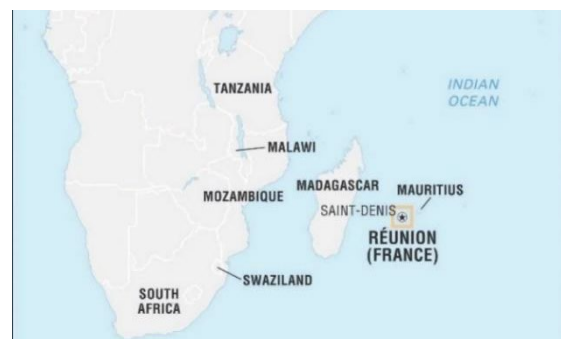 TANZANIA
INDIAN
OCEAN
MALAWI
MOZAMBIQUE
MADAGASCAR
MAURITIUS
SAINT-DENIS
RÉUNION
(FRANCE)
SWAZILAND
SOUTH
AFRICA